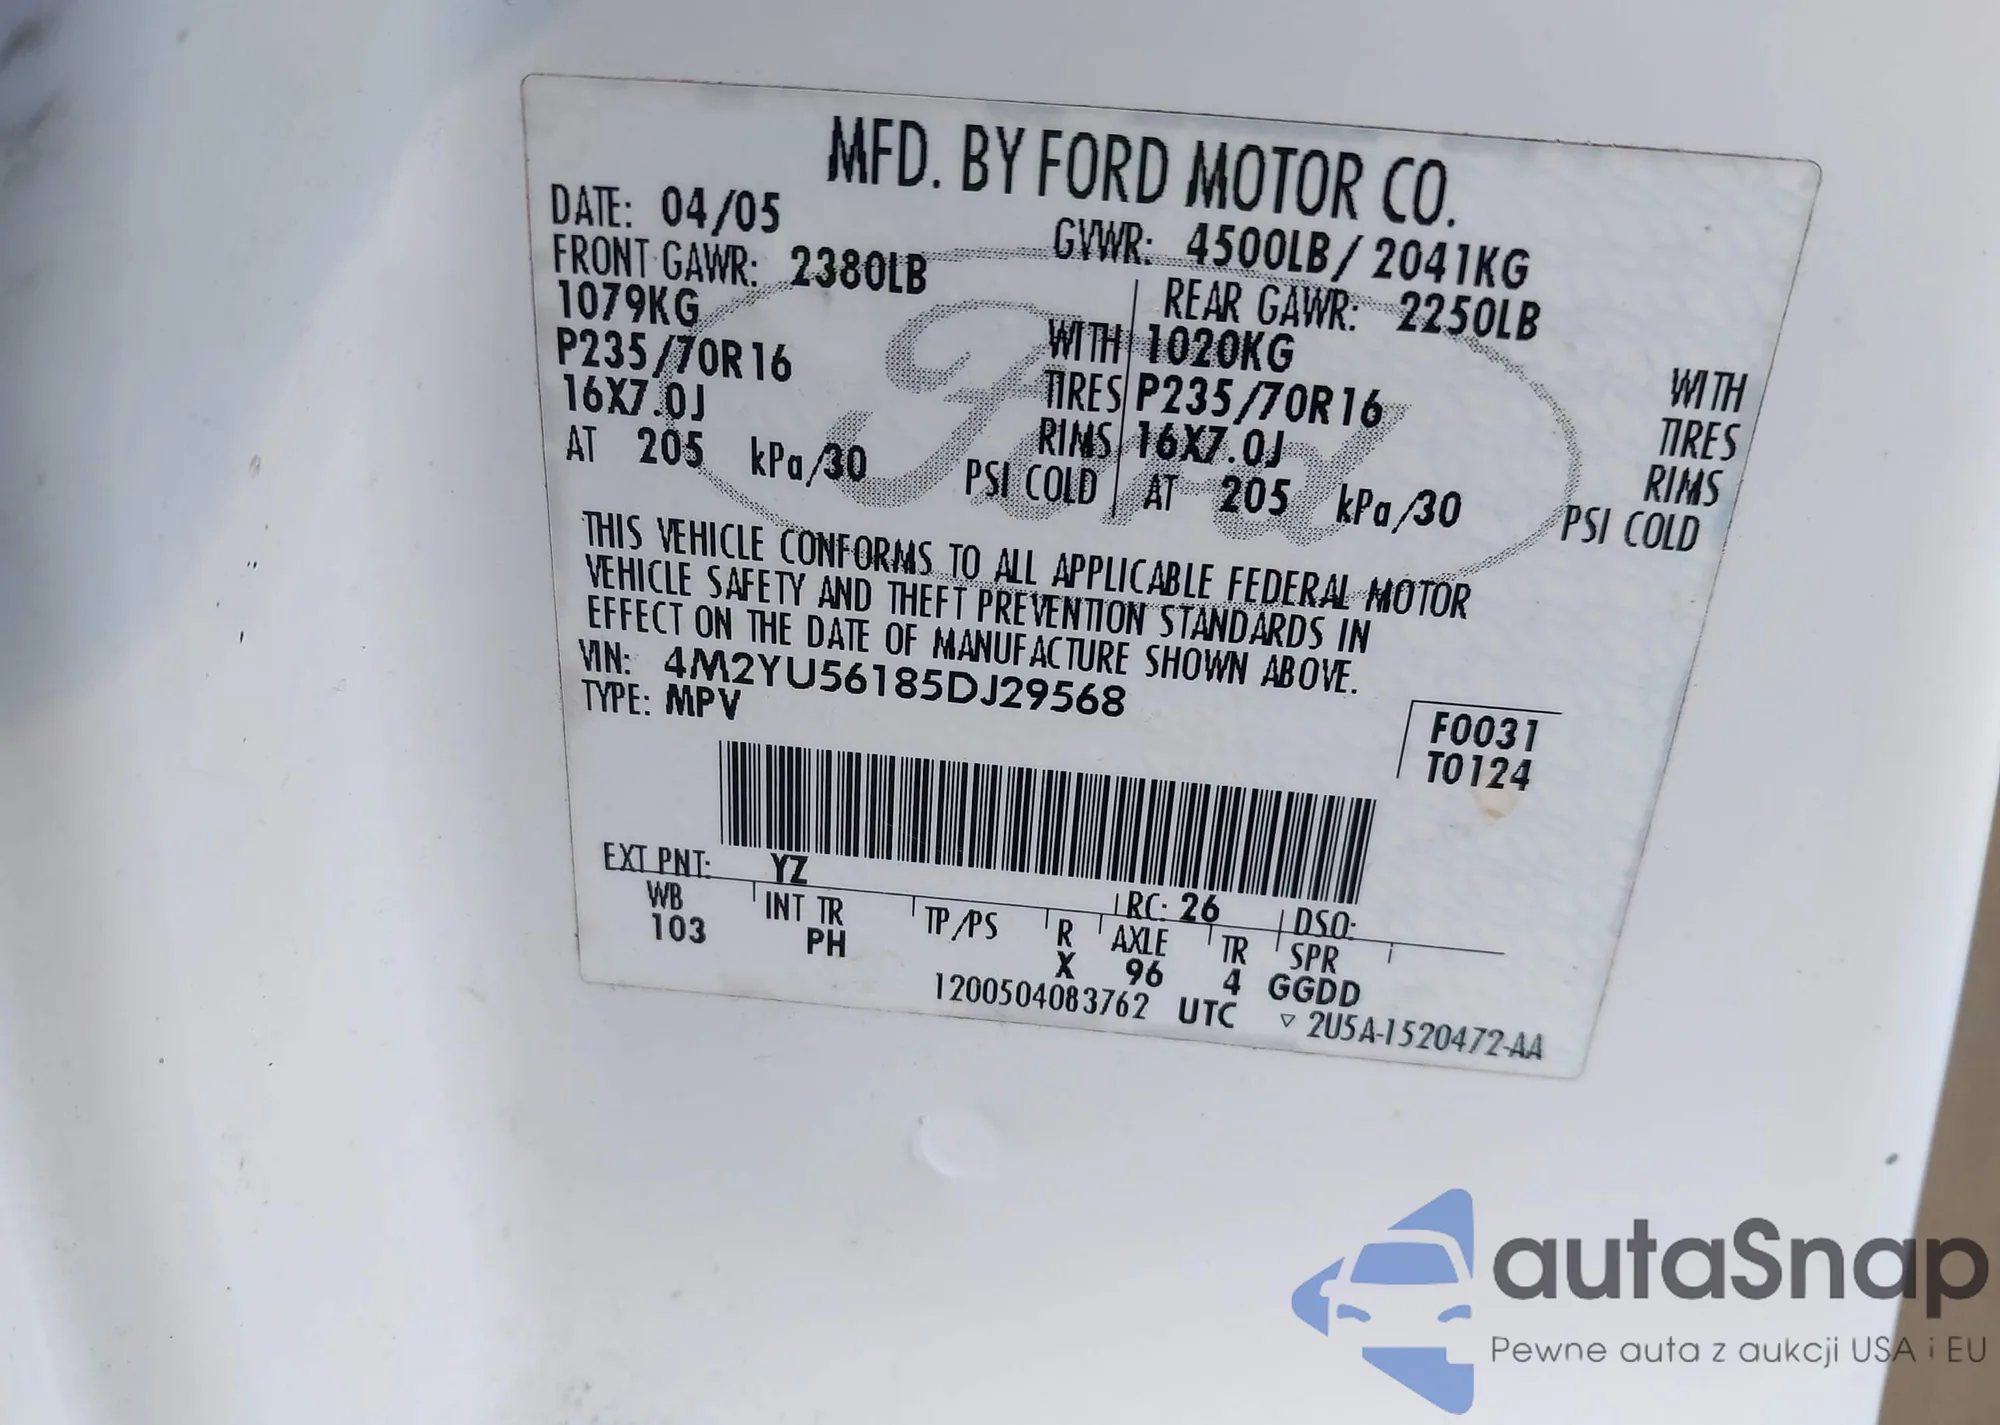 MFD. BY FORD MOTOR CO.
DATE: 04/05 GVWR: 4500LB/2041KG
FRONT GAWR: 2380LB REAR GAWR: 2250LB
1079KG WITH 1020KG WITH
P235/70R16 TIRES P235/70R16 TIRES
16X7.0J RIMS 16X7.0J RIMS
AT 205 kPa/30 PSI COLD AT 205 kPa/30 PSI COLD
THIS VEHICLE CONFORMS TO ALL APPLICABLE FEDERAL MOTOR
VEHICLE SAFETY AND THEFT PREVENTION STANDARDS IN
EFFECT ON THE DATE OF MANUFACTURE SHOWN ABOVE.
VIN: 4M2YU56185DJ29568
TYPE: MPV
F0031
T0124
EXT PNT: YZ RC: 26 DSO:
WB INT TR TP/PS R AXLE TR SPR
103 PH X 96 4 GGDD
1200504083762 UTC ▽ 2U5A-1520472-AA
Ford
autaSnap
Pewne auta z aukcji USA i EU